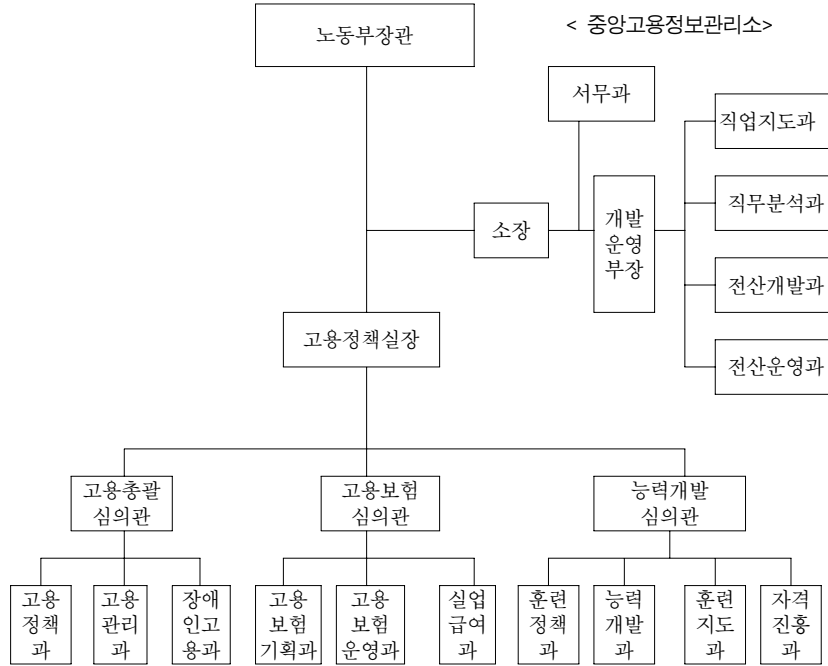 노동부장관
< 중앙고용정보관리소>
서무과
직업지도과
직무분석과
소장
개발
운영
부장
전산개발과
전산운영과
고용정책실장
고용총괄
심의관
고용보험
심의관
능력개발
심의관
고용
정책
과
고용
관리
과
장애
인고
용과
고용
보험
기획과
고용
보험
운영과
실업
급여
과
훈련
정책
과
능력
개발
과
훈련
지도
과
자격
진흥
과